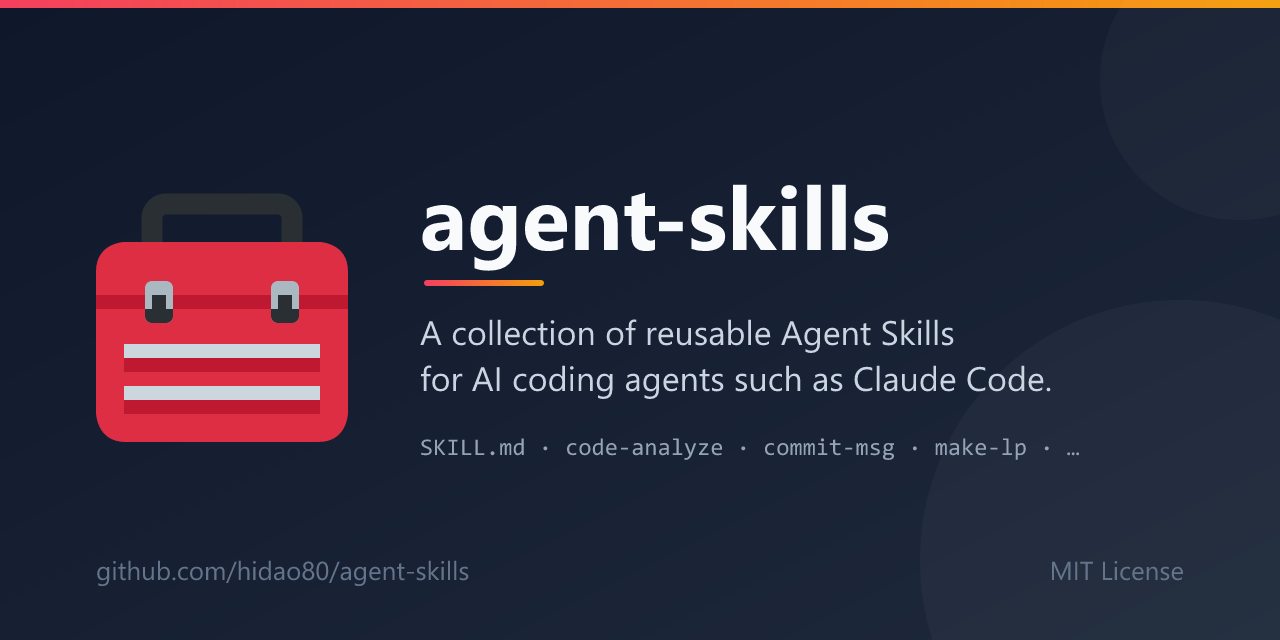 agent-skills
A collection of reusable Agent Skills
for AI coding agents such as Claude Code.
SKILL.md · code-analyze · commit-msg · make-lp · …
github.com/hidao80/agent-skills
MIT License